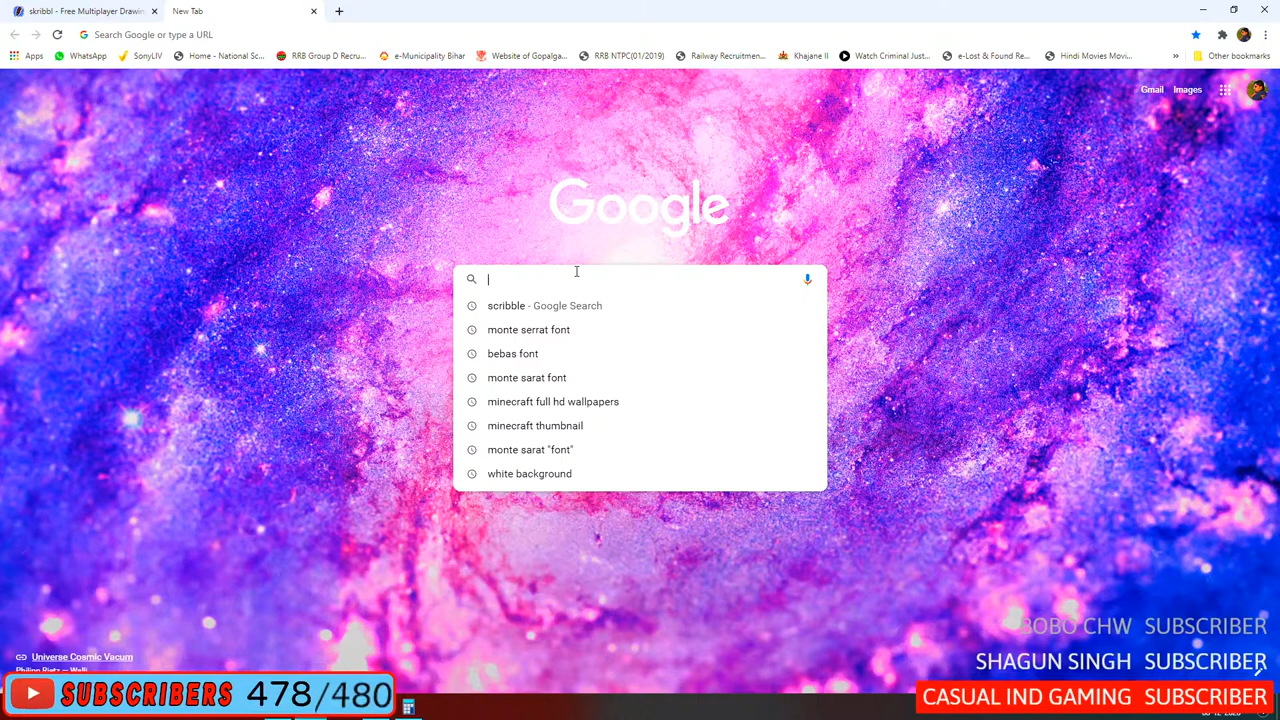 skribbl - Free Multiplayer Drawin
New Tab
Search Google or type a URL
Apps WhatsApp SonyLIV Home - National Sc... RRB Group D Recru... e-Municipality Bihar Website of Gopalga... RRB NTPC(01/2019) Railway Recruitmen... Khajane II Watch Criminal Just... e-Lost & Found Re... Hindi Movies Movi... » Other bookmarks
Gmail Images
Google
scribble - Google Search
monte serrat font
bebas font
monte sarat font
minecraft full hd wallpapers
minecraft thumbnail
monte sarat "font"
white background
BOBO CHW SUBSCRIBER
Universe Cosmic Vacum
SHAGUN SINGH SUBSCRIBER
SUBSCRIBERS 478/480
CASUAL IND GAMING SUBSCRIBER